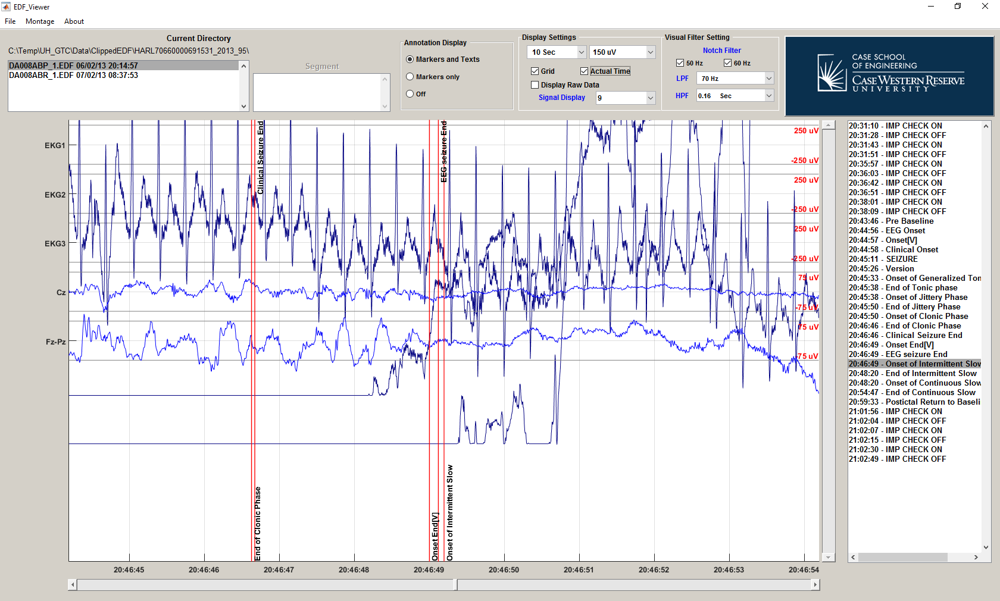 EDF_Viewer
File Montage About
Current Directory
C:\Temp\UH_GTC\Data\ClippedEDF\HARL70660000691531_2013_95\
DA008ABP_1.EDF 06/02/13 20:14:57
DA008ABR_1.EDF 07/02/13 08:37:53
Segment
Annotation Display
Markers and Texts
Markers only
Off
Display Settings
10 Sec 150 uV
Grid Actual Time
Display Raw Data
Signal Display 9
Visual Filter Setting
Notch Filter
50 Hz 60 Hz
LPF 70 Hz
HPF 0.16 Sec
CASE SCHOOL
OF ENGINEERING
CASE WESTERN RESERVE
UNIVERSITY
EKG1
EKG2
EKG3
Cz
Fz-Pz
250 uV
-250 uV
250 uV
-250 uV
250 uV
-250 uV
75 uV
-75 uV
75 uV
-75 uV
Clinical Seizure End
EEG seizure End
End of Clonic Phase
Onset End[V]
Onset of Intermittent Slow
20:46:45 20:46:46 20:46:47 20:46:48 20:46:49 20:46:50 20:46:51 20:46:52 20:46:53 20:46:54
20:31:10 - IMP CHECK ON
20:31:28 - IMP CHECK OFF
20:31:43 - IMP CHECK ON
20:31:51 - IMP CHECK OFF
20:35:57 - IMP CHECK ON
20:36:03 - IMP CHECK OFF
20:36:42 - IMP CHECK ON
20:36:51 - IMP CHECK OFF
20:38:01 - IMP CHECK ON
20:38:09 - IMP CHECK OFF
20:43:46 - Pre Baseline
20:44:56 - EEG Onset
20:44:57 - Onset[V]
20:44:58 - Clinical Onset
20:45:11 - SEIZURE
20:45:26 - Version
20:45:33 - Onset of Generalized Ton
20:45:38 - End of Tonic phase
20:45:38 - Onset of Jittery Phase
20:45:50 - End of Jittery Phase
20:45:50 - Onset of Clonic Phase
20:46:46 - End of Clonic Phase
20:46:46 - Clinical Seizure End
20:46:49 - Onset End[V]
20:46:49 - EEG seizure End
20:46:49 - Onset of Intermittent Slow
20:48:20 - End of Intermittent Slow
20:48:20 - Onset of Continuous Slow
20:54:47 - End of Continuous Slow
20:59:33 - Postictal Return to Baseli
21:01:56 - IMP CHECK ON
21:02:04 - IMP CHECK OFF
21:02:07 - IMP CHECK ON
21:02:15 - IMP CHECK OFF
21:02:30 - IMP CHECK ON
21:02:49 - IMP CHECK OFF